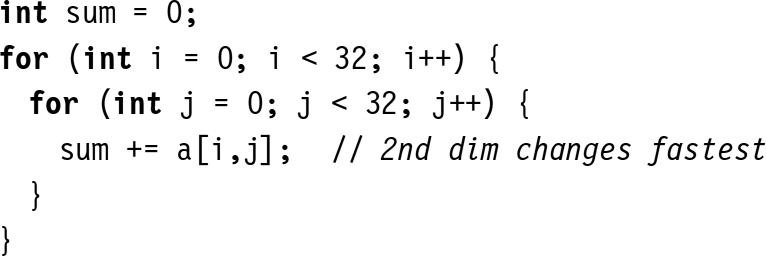 int sum = 0;
for (int i = 0; i < 32; i++) {
  for (int j = 0; j < 32; j++) {
    sum += a[i,j];  // 2nd dim changes fastest
  }
}